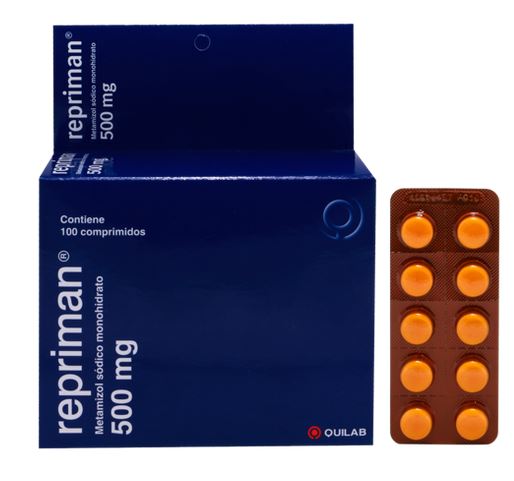 repriman®
Metamizol sódico monohidrato
500 mg
repriman®
Metamizol sódico monohidrato
500 mg
Contiene
100 comprimidos
repriman®
Metamizol sódico monohidrato
500 mg
QUILAB